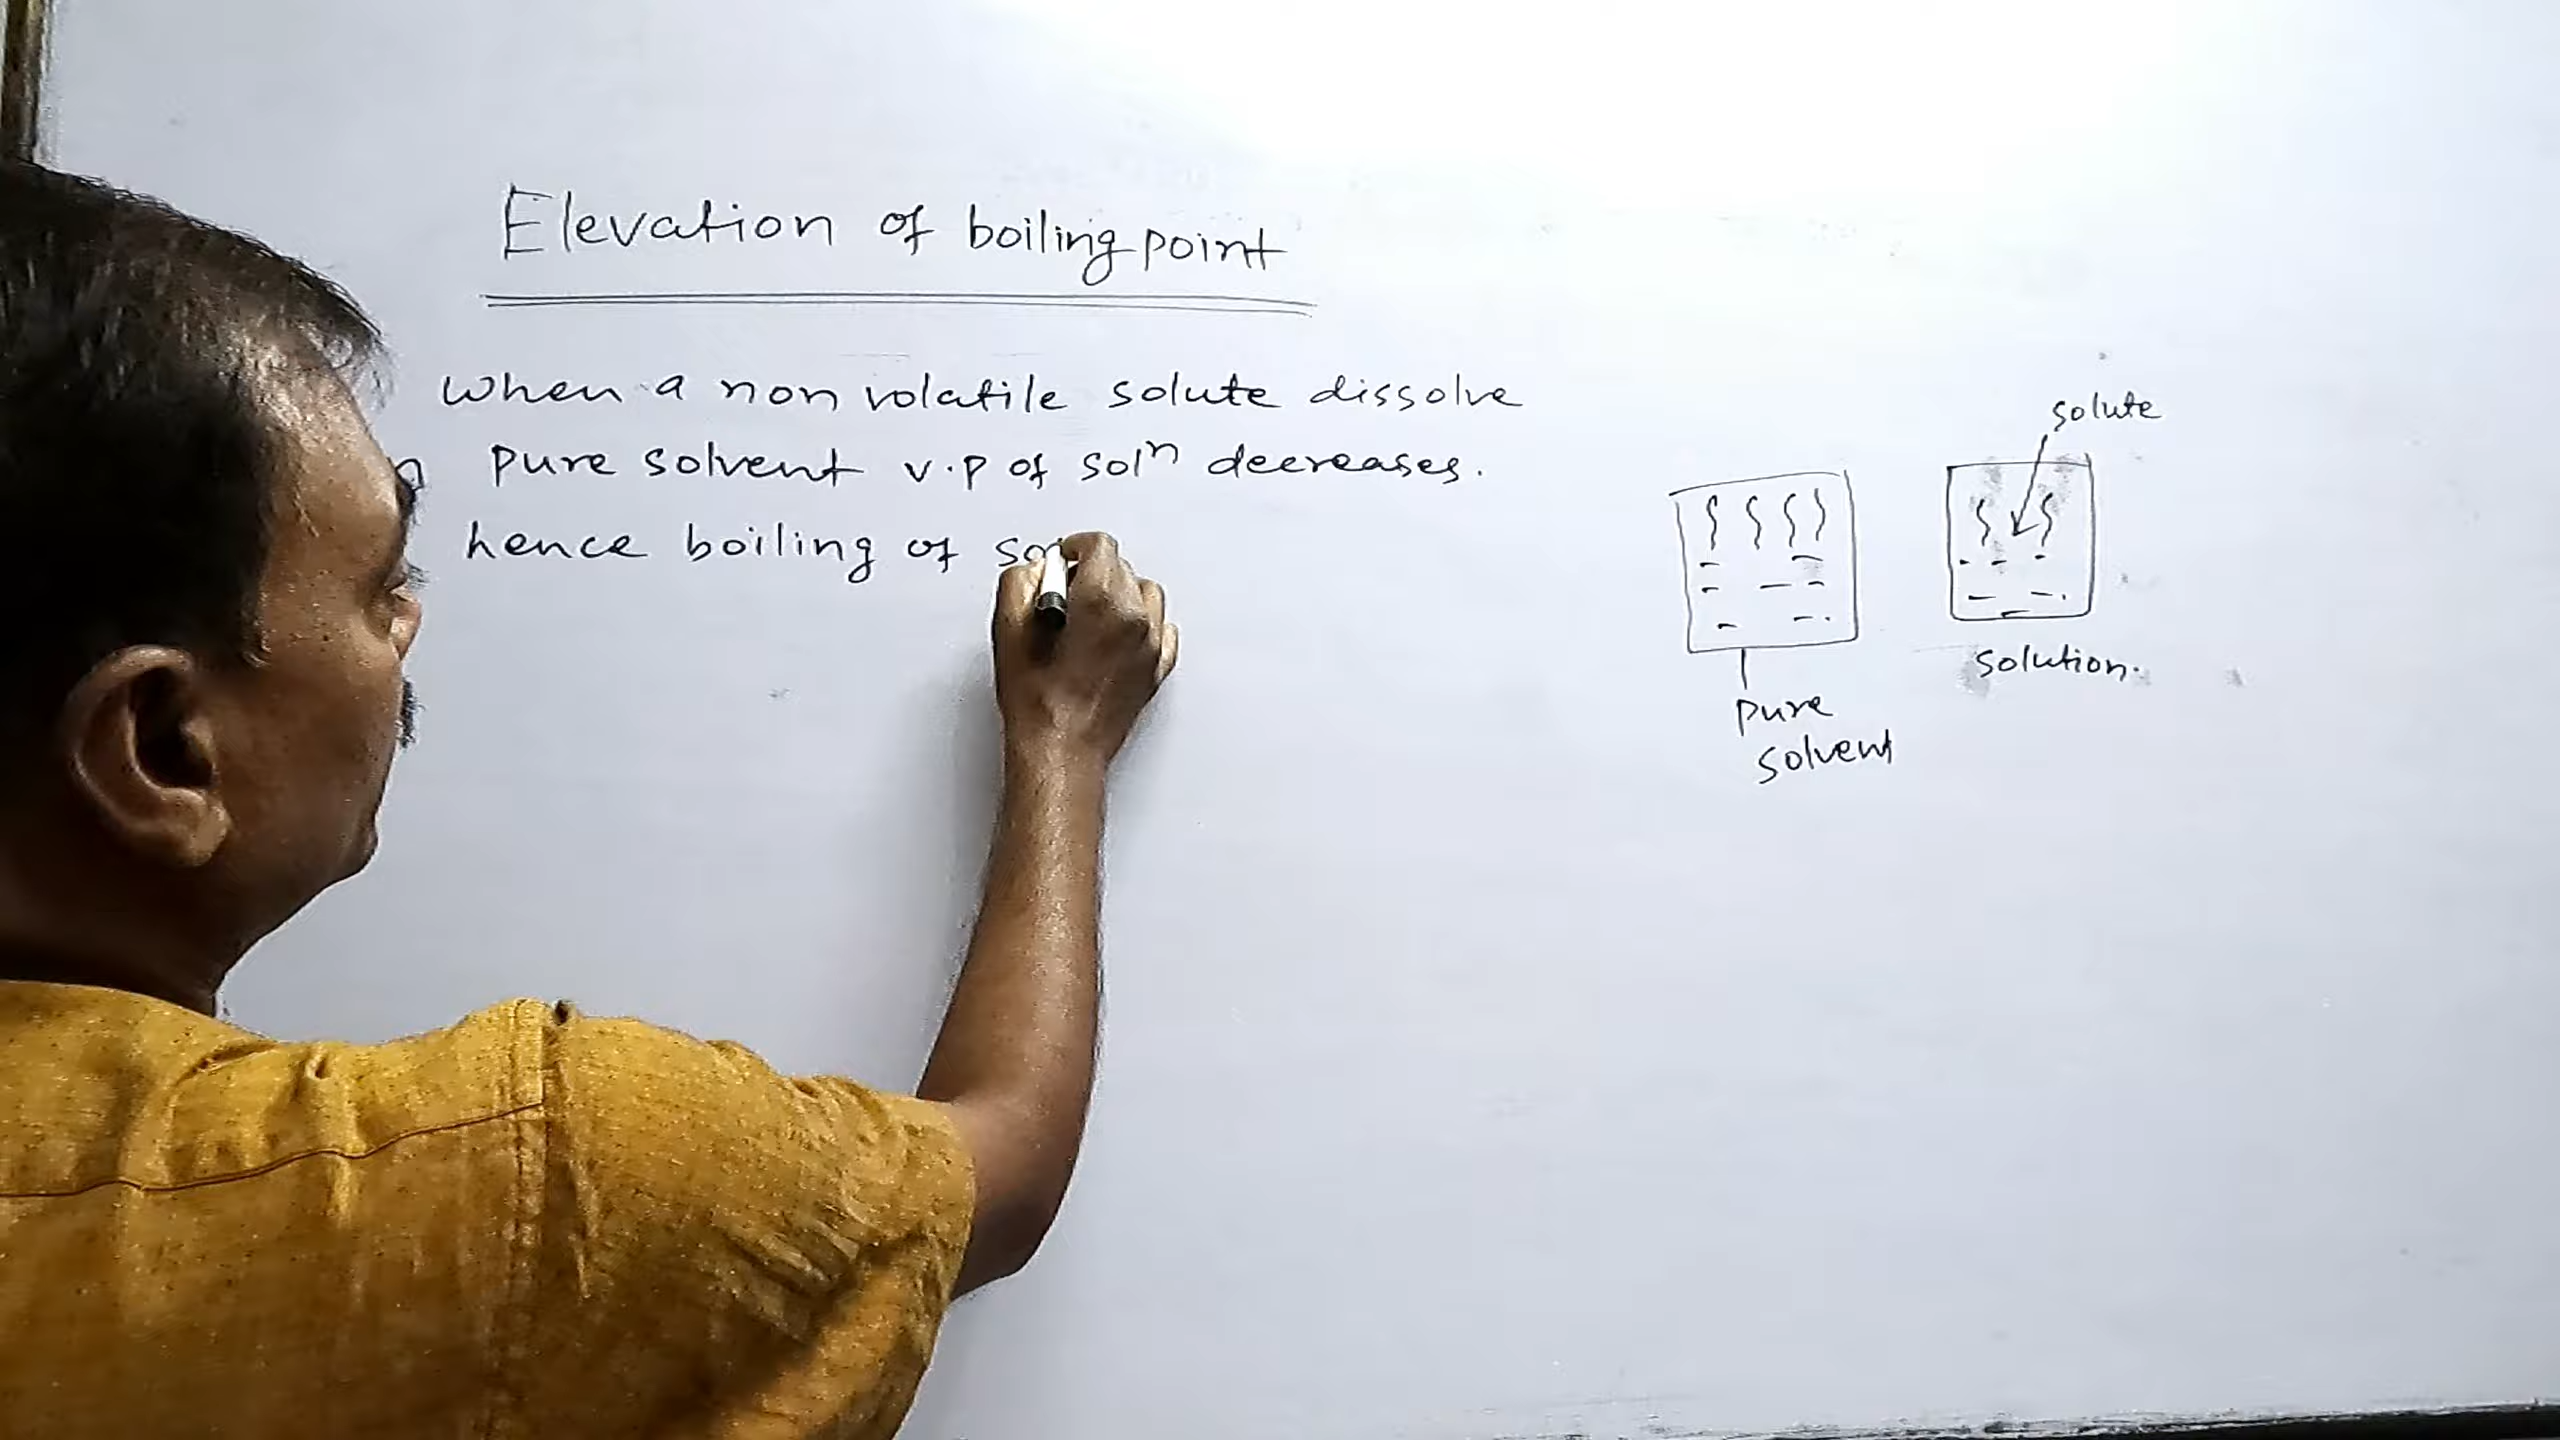 Elevation of boiling point
When a non volatile solute dissolve
pure solvent v.p of solⁿ decreases.
hence boiling of so
solute
solution.
pure
solvent